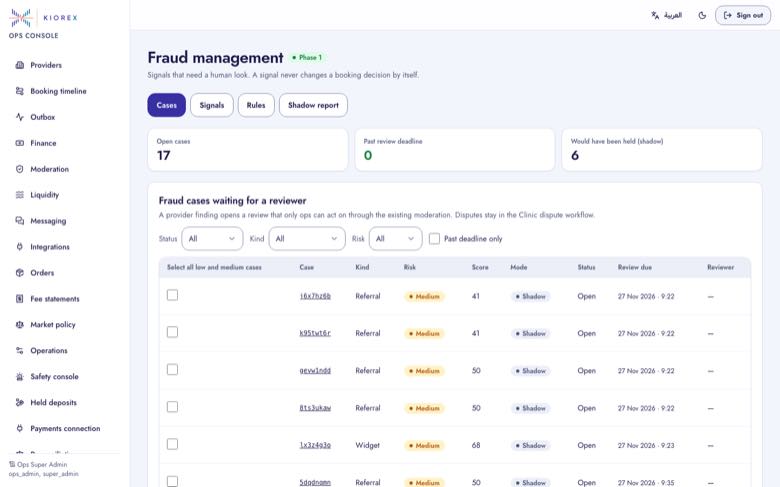 KIOREX
OPS CONSOLE
العربية
Sign out
Providers
Booking timeline
Outbox
Finance
Moderation
Liquidity
Messaging
Integrations
Orders
Fee statements
Market policy
Operations
Safety console
Held deposits
Payments connection
Ops Super Admin
ops_admin, super_admin
Fraud management
Phase 1
Signals that need a human look. A signal never changes a booking decision by itself.
Cases Signals Rules Shadow report
Open cases
17
Past review deadline
0
Would have been held (shadow)
6
Fraud cases waiting for a reviewer
A provider finding opens a review that only ops can act on through the existing moderation. Disputes stay in the Clinic dispute workflow.
Status All Kind All Risk All Past deadline only
Select all low and medium cases Case Kind Risk Score Mode Status Review due Reviewer
Referral Medium 41 Shadow Open 27 Nov 2026 · 9:22 —
k95twt6r Referral Medium 41 Shadow Open 27 Nov 2026 · 9:22 —
Referral Medium 50 Shadow Open 27 Nov 2026 · 9:22 —
8ts3ukaw Referral Medium 50 Shadow Open 27 Nov 2026 · 9:22 —
Widget Medium 68 Shadow Open 27 Nov 2026 · 9:23 —
Referral Medium 50 Shadow Open 27 Nov 2026 · 9:35 —